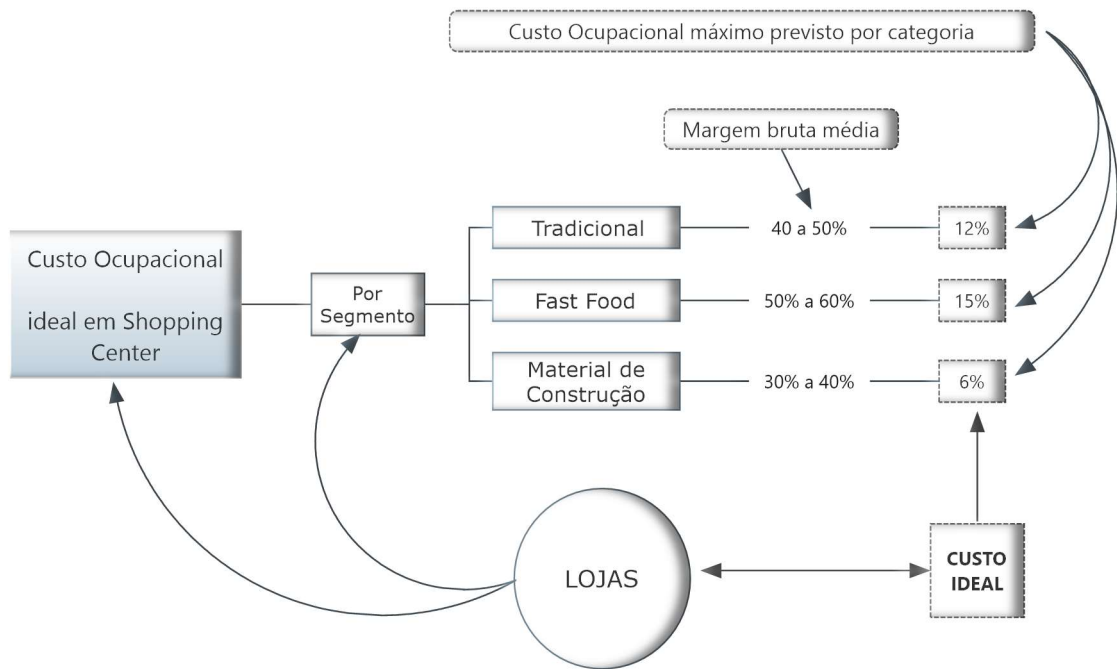 Custo Ocupacional máximo previsto por categoria
Margem bruta média
Custo Ocupacional
ideal em Shopping
Center
Por
Segmento
Tradicional
40 a 50%
12%
Fast Food
50% a 60%
15%
Material de
Construção
30% a 40%
6%
LOJAS
CUSTO
IDEAL